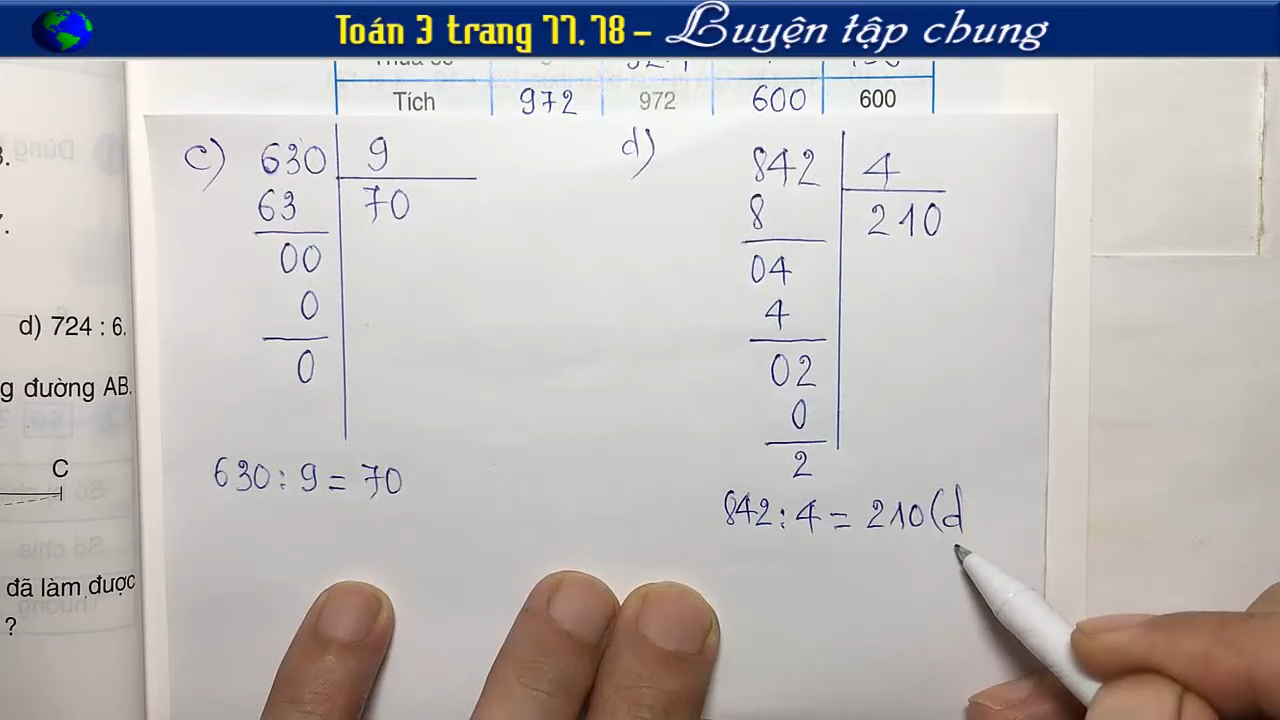 Toán 3 trang 77, 78 – Luyện tập chung
Tích 972 972 600 600
c) 630 9
63 70
00
0
0
630 : 9 = 70
d) 842 4
8 210
04
4
02
0
2
842 : 4 = 210 (d
d) 724 : 6.
g đường AB.
C
đã làm được
?